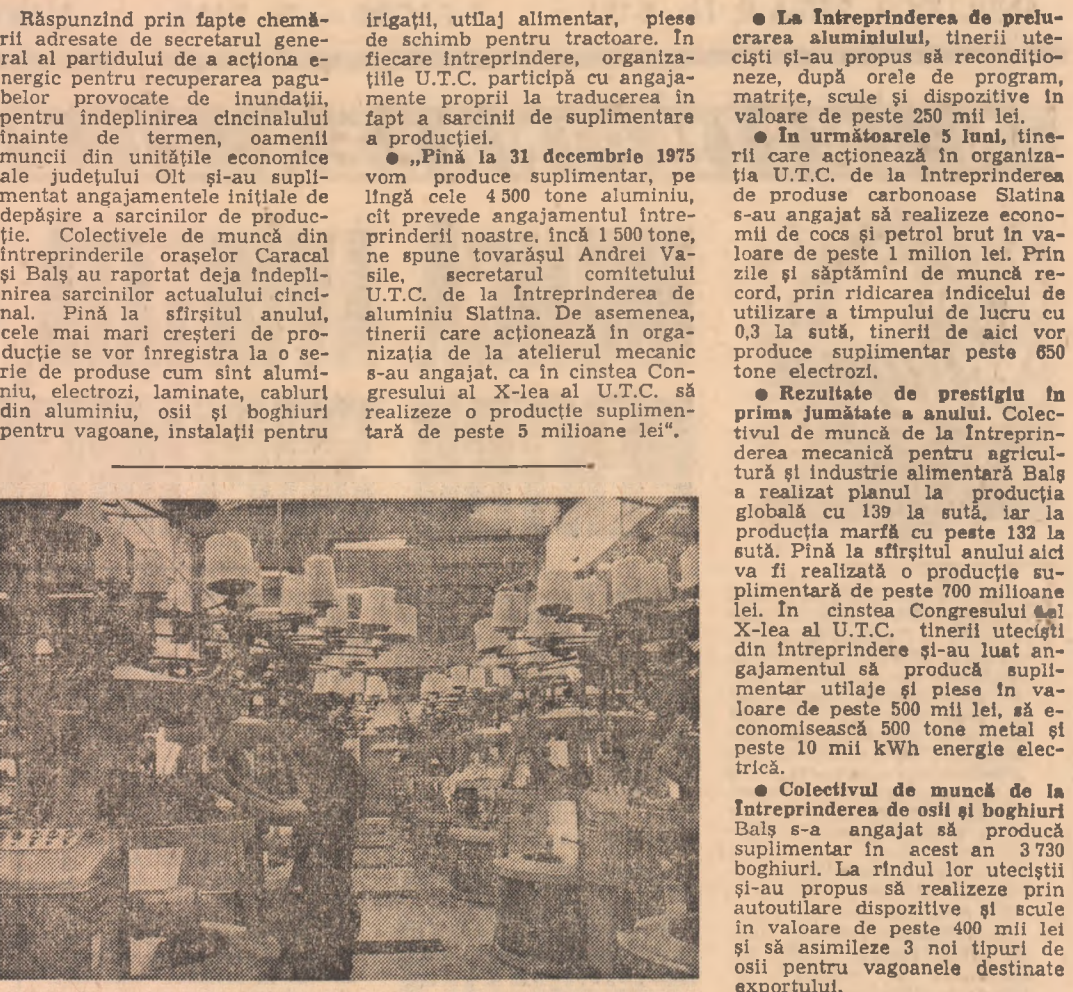 Răspunzînd prin fapte chemă-
rii adresate de secretarul gene-
ral al partidului de a acționa e-
nergic pentru recuperarea pagu-
belor provocate de inundații,
pentru îndeplinirea cincinalului
înainte de termen, oamenii
muncii din unitățile economice
ale județului Olt și-au supli-
mentat angajamentele inițiale de
depășire a sarcinilor de produc-
ție. Colectivele de muncă din
întreprinderile orașelor Caracal
și Balș au raportat deja îndepli-
nirea sarcinilor actualului cinci-
nal. Pină la sfîrșitul anului,
cele mai mari creșteri de pro-
ducție se vor înregistra la o se-
rie de produse cum sînt alumi-
niu, electrozi, laminate, cabluri
din aluminiu, osii și boghiuri
pentru vagoane, instalații pentru
irigații, utilaj alimentar, piese
de schimb pentru tractoare. În
fiecare întreprindere, organiza-
țiile U.T.C. participă cu angaja-
mente proprii la traducerea în
fapt a sarcinii de suplimentare
a producției.
● „Pînă la 31 decembrie 1975
vom produce suplimentar, pe
lîngă cele 4 500 tone aluminiu,
cît prevede angajamentul între-
prinderii noastre, încă 1 500 tone,
ne spune tovarășul Andrei Va-
sile, secretarul comitetului
U.T.C. de la Întreprinderea de
aluminiu Slatina. De asemenea,
tinerii care acționează în orga-
nizația de la atelierul mecanic
s-au angajat, ca în cinstea Con-
gresului al X-lea al U.T.C. să
realizeze o producție suplimen-
tară de peste 5 milioane lei“.
● La Întreprinderea de prelu-
crarea aluminiului, tinerii ute-
ciști și-au propus să recondițio-
neze, după orele de program,
matrițe, scule și dispozitive în
valoare de peste 250 mii lei.
● In următoarele 5 luni, tine-
rii care acționează în organiza-
ția U.T.C. de la Întreprinderea
de produse carbonoase Slatina
s-au angajat să realizeze econo-
mii de cocs și petrol brut în va-
loare de peste 1 milion lei. Prin
zile și săptămîni de muncă re-
cord, prin ridicarea indicelui de
utilizare a timpului de lucru cu
0,3 la sută, tinerii de aici vor
produce suplimentar peste 650
tone electrozi.
● Rezultate de prestigiu în
prima jumătate a anului. Colec-
tivul de muncă de la Întreprin-
derea mecanică pentru agricul-
tură și industrie alimentară Balș
a realizat planul la producția
globală cu 139 la sută, iar la
producția marfă cu peste 132 la
sută. Pînă la sfîrșitul anului aici
va fi realizată o producție su-
plimentară de peste 700 milioane
lei. În cinstea Congresului al
X-lea al U.T.C. tinerii uteciști
din întreprindere și-au luat an-
gajamentul să producă supli-
mentar utilaje și piese în va-
loare de peste 500 mii lei, să e-
conomisească 500 tone metal și
peste 10 mii kWh energie elec-
trică.
● Colectivul de muncă de la
Întreprinderea de osii și boghiuri
Balș s-a angajat să producă
suplimentar în acest an 3 730
boghiuri. La rîndul lor uteciștii
și-au propus să realizeze prin
autoutilare dispozitive și scule
în valoare de peste 400 mii lei
și să asimileze 3 noi tipuri de
osii pentru vagoanele destinate
exportului.